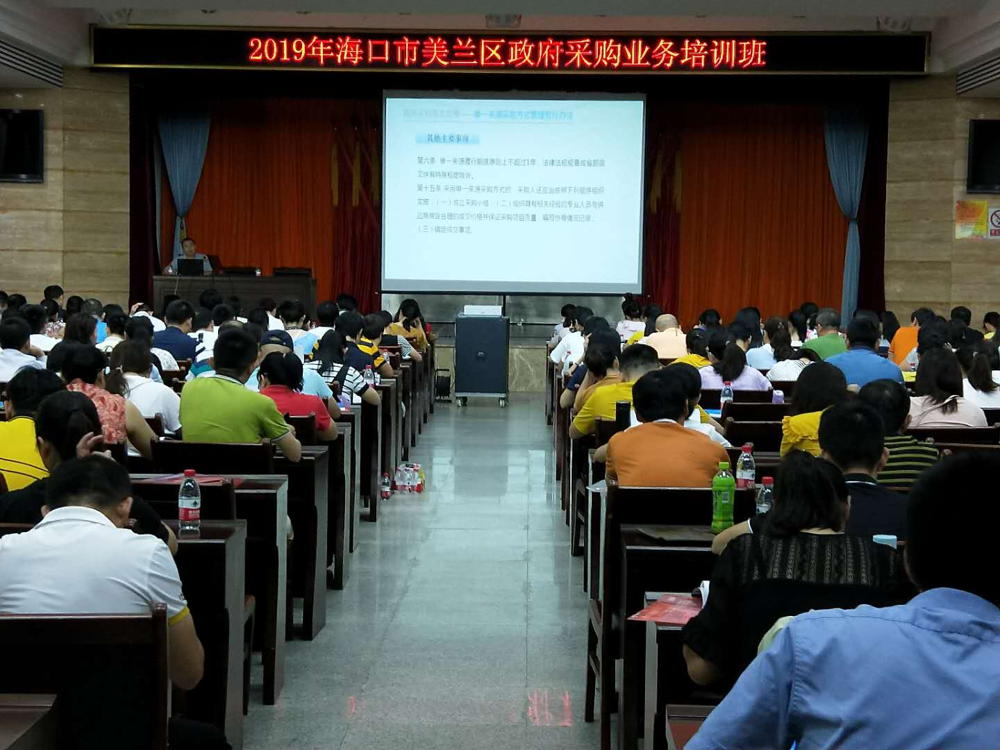 2019年海口市美兰区政府采购业务培训班
单一来源采购方式管理暂行办法
其他主要事项
第六条 单一来源履行期限原则上不超过1年，法律法规规章或省部级
文件有特殊规定除外。
第十五条 采用单一来源采购方式的，采购人还应当按照下列程序组织
实施：（一）成立采购小组；（二）组织具有相关经验的专业人员与供
应商商定合理的成交价格并保证采购项目质量，编写协商情况记录；
（三）确定成交事项。